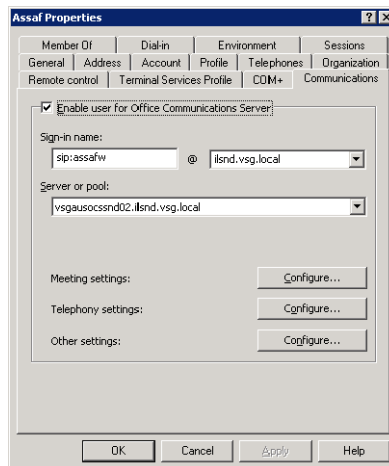 Assaf Properties
Member Of Dial-in Environment Sessions
General Address Account Profile Telephones Organization
Remote control Terminal Services Profile COM+ Communications
Enable user for Office Communications Server
Sign-in name:
sip:assafw @ ilsnd.vsg.local
Server or pool:
vsgausocssnd02.ilsnd.vsg.local
Meeting settings: Configure...
Telephony settings: Configure...
Other settings: Configure...
OK Cancel Apply Help